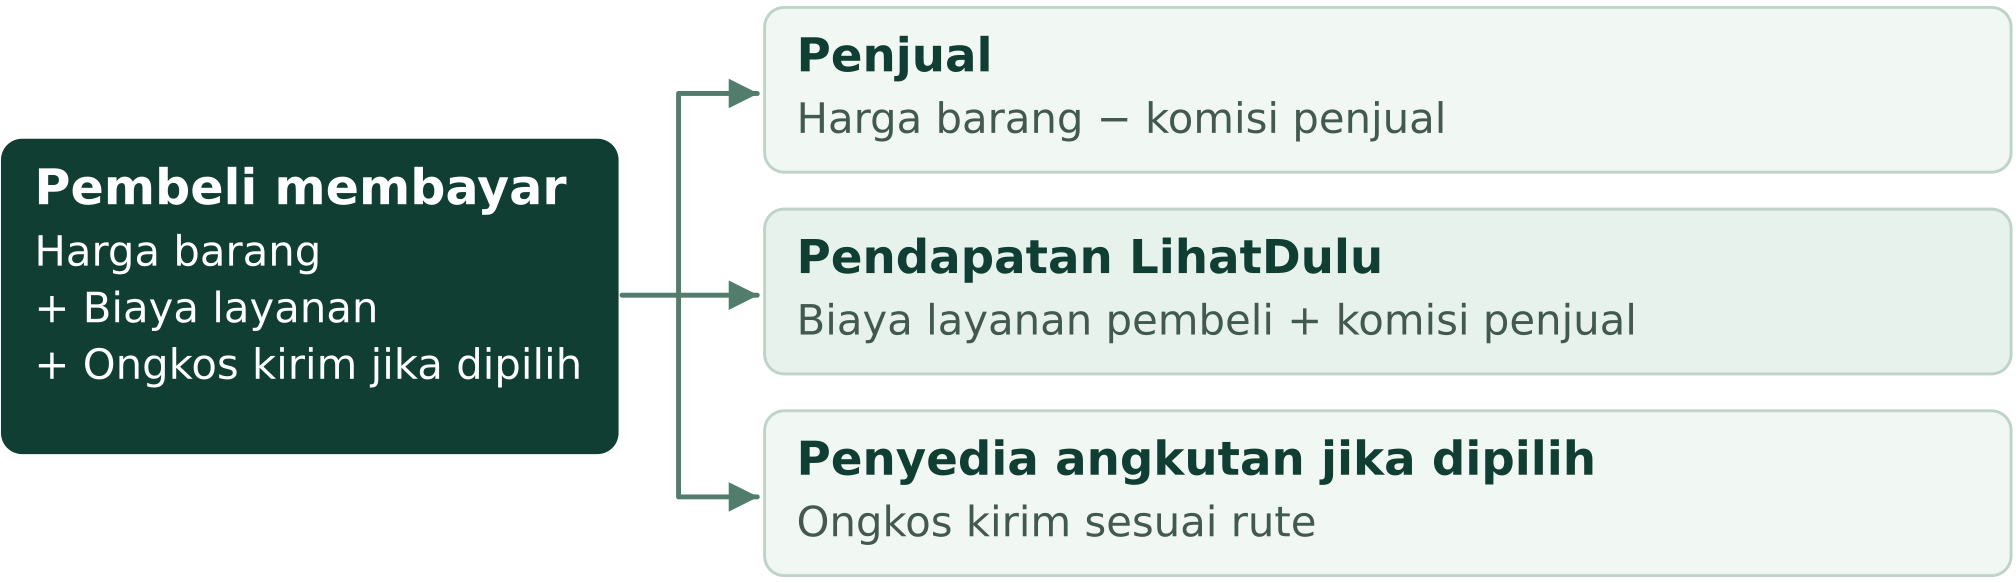 Pembeli membayar
Harga barang
+ Biaya layanan
+ Ongkos kirim jika dipilih
Penjual
Harga barang − komisi penjual
Pendapatan LihatDulu
Biaya layanan pembeli + komisi penjual
Penyedia angkutan jika dipilih
Ongkos kirim sesuai rute